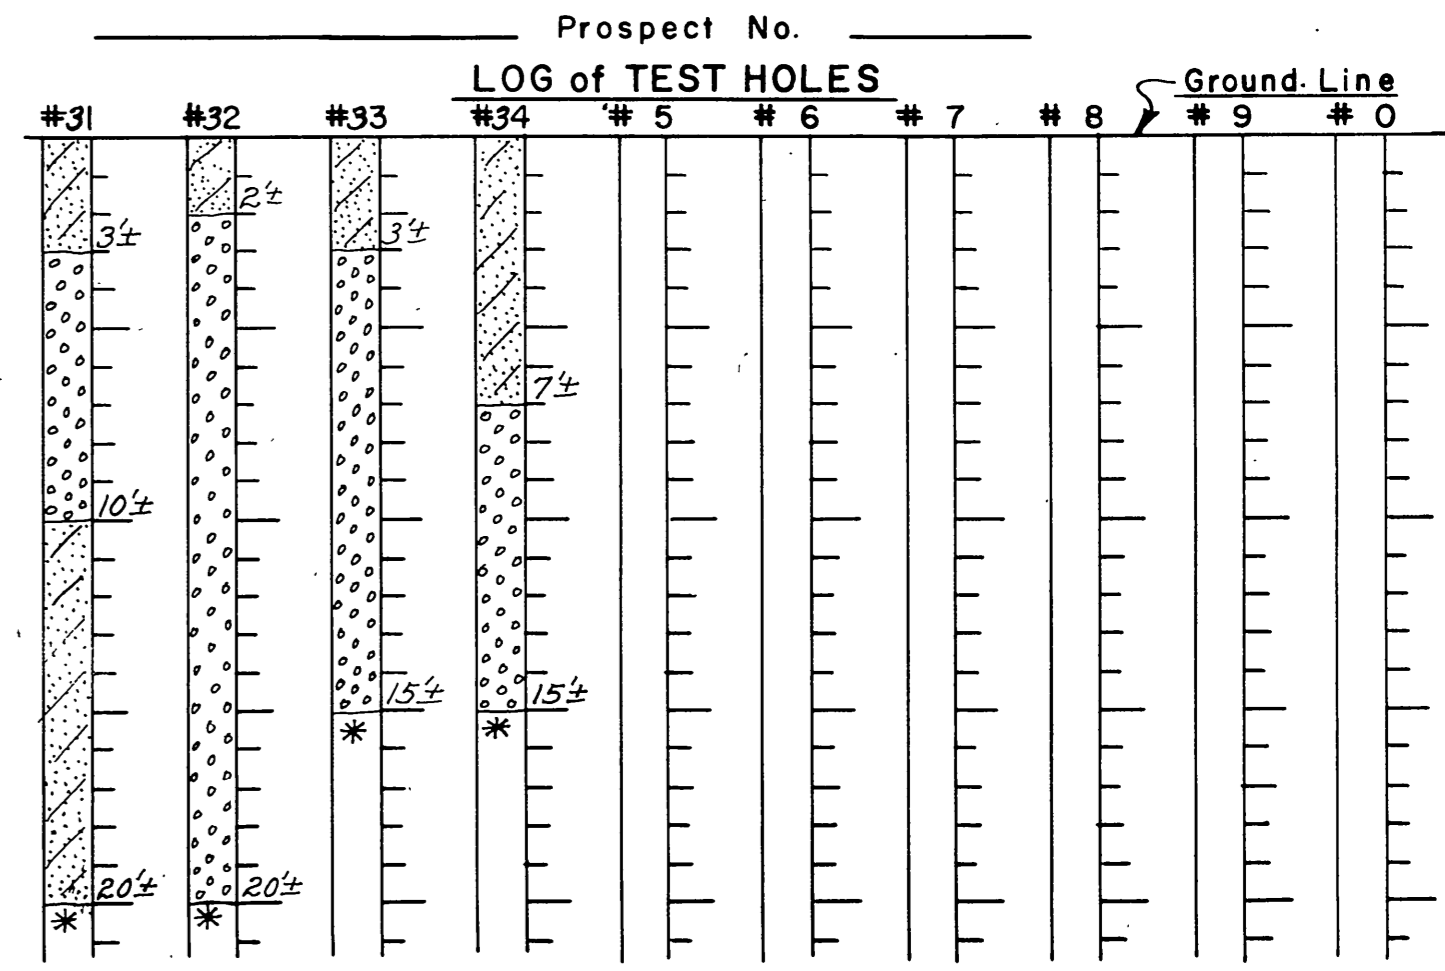 Prospect No.
LOG of TEST HOLES
Ground Line
#31 #32 #33 #34 # 5 # 6 # 7 # 8 # 9 # 0
2'±
3'± 3'±
7'±
10'±
15'± 15'±
* *
20'± 20'±
* *